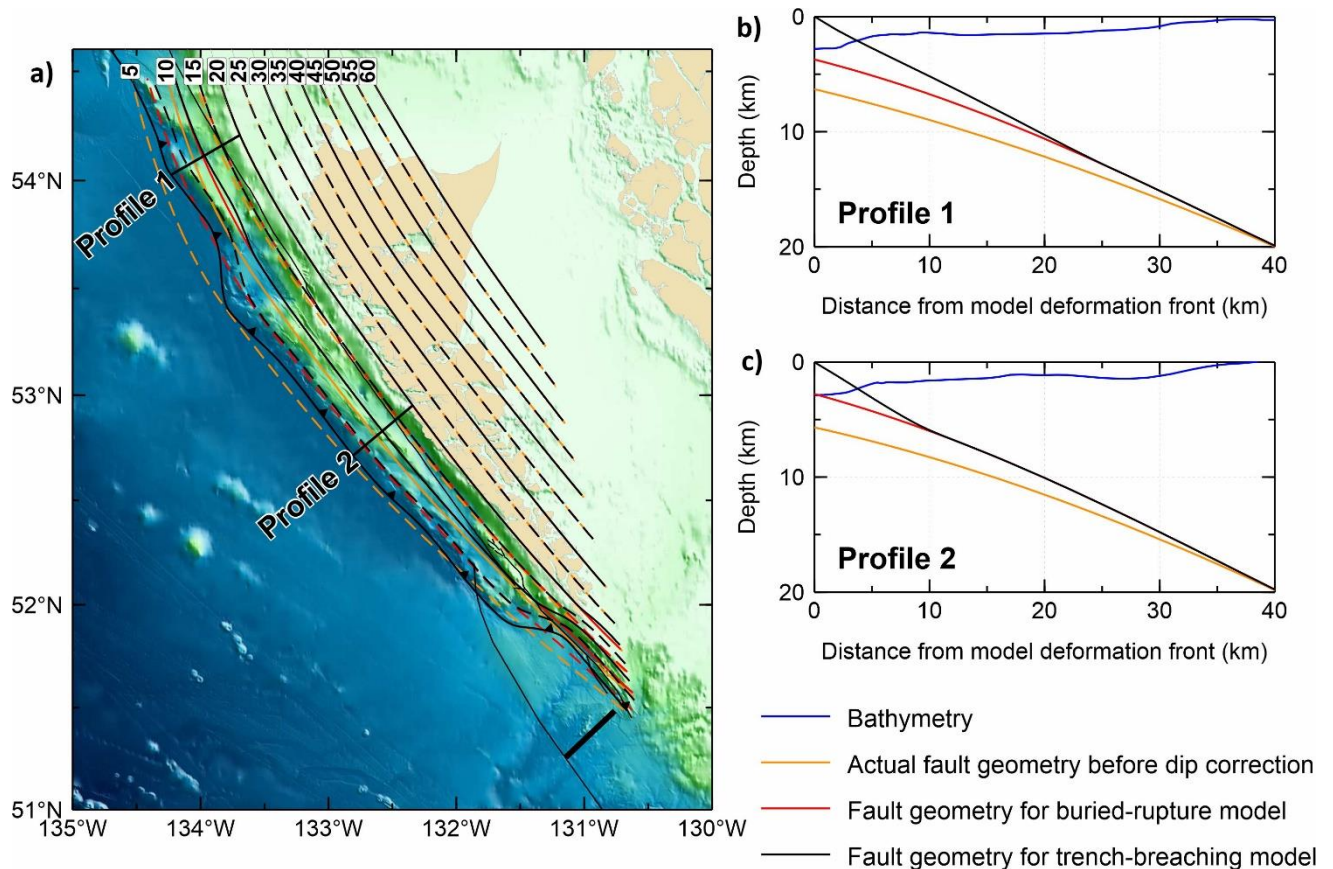 a)
5 10 15 20 25 30 35 40 45 50 55 60
Profile 1
Profile 2
54°N
53°N
52°N
51°N
135°W 134°W 133°W 132°W 131°W 130°W
b)
0
10
20
Depth (km)
Profile 1
0 10 20 30 40
Distance from model deformation front (km)
c)
0
10
20
Depth (km)
Profile 2
0 10 20 30 40
Distance from model deformation front (km)
Bathymetry
Actual fault geometry before dip correction
Fault geometry for buried-rupture model
Fault geometry for trench-breaching model